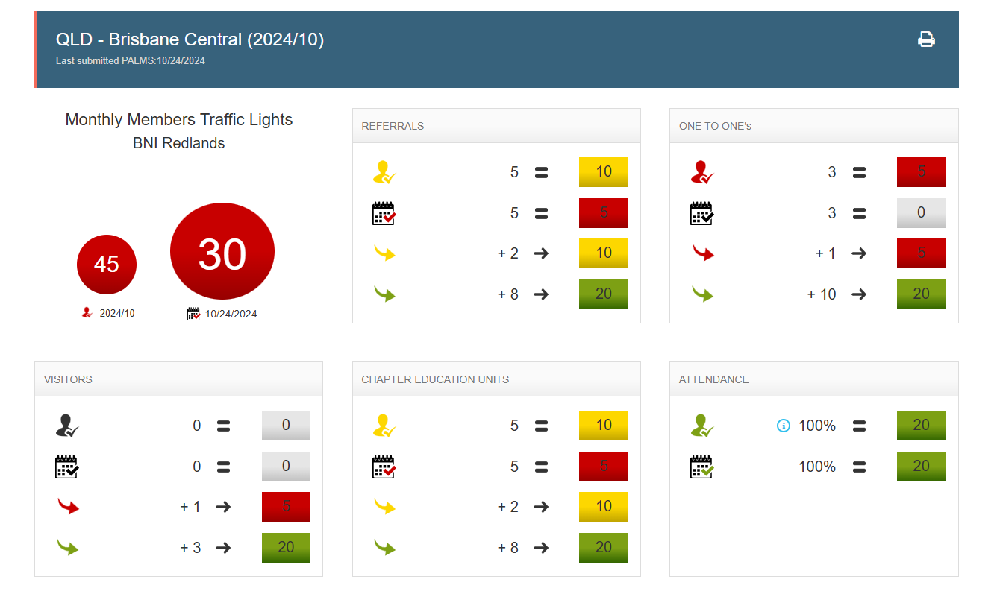 QLD - Brisbane Central (2024/10)
Last submitted PALMS:10/24/2024
Monthly Members Traffic Lights
BNI Redlands
45
30
2024/10
10/24/2024
REFERRALS
5 = 10
5 = 5
+ 2 → 10
+ 8 → 20
ONE TO ONE's
3 = 5
3 = 0
+ 1 → 5
+ 10 → 20
VISITORS
0 = 0
0 = 0
+ 1 → 5
+ 3 → 20
CHAPTER EDUCATION UNITS
5 = 10
5 = 5
+ 2 → 10
+ 8 → 20
ATTENDANCE
100% = 20
100% = 20